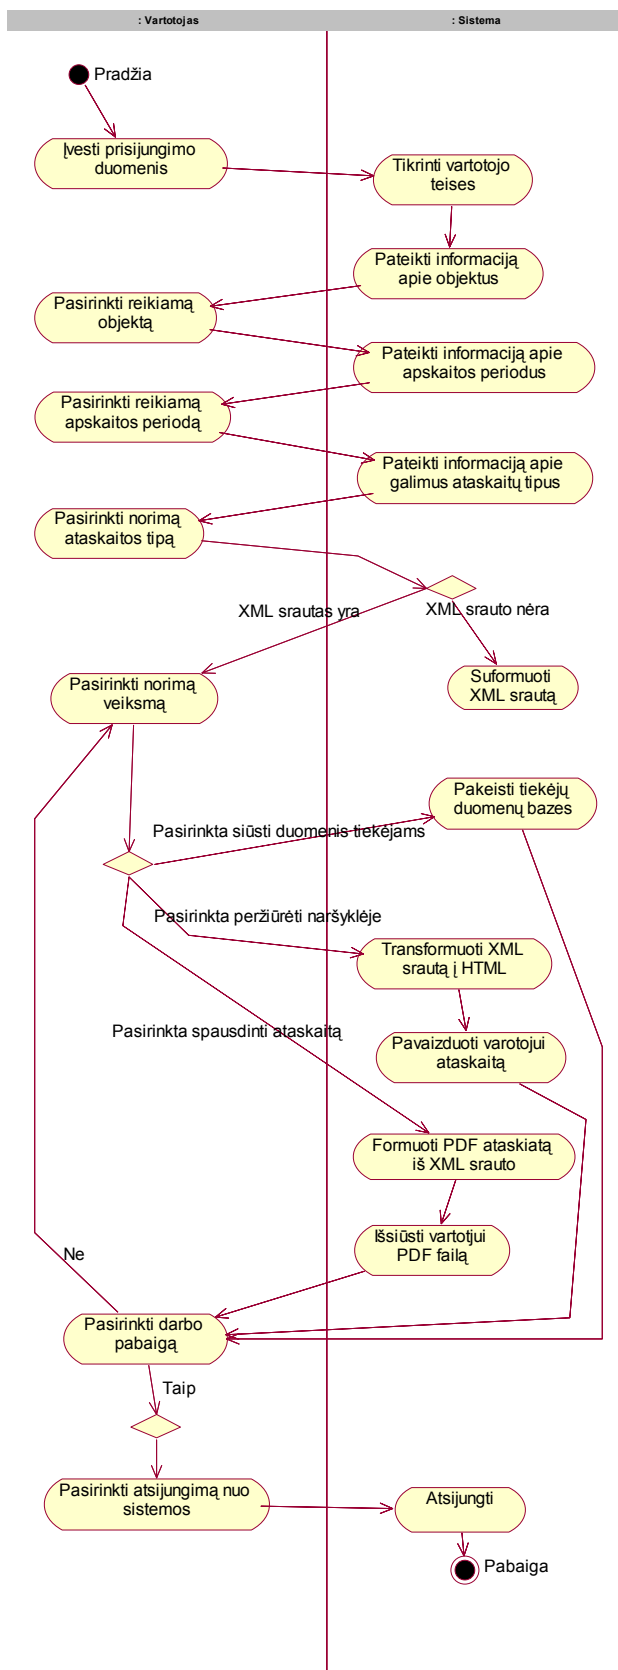 : Vartotojas
: Sistema
Pradžia
Įvesti prisijungimo
duomenis
Tikrinti vartotojo
teises
Pateikti informaciją
apie objektus
Pasirinkti reikiamą
objektą
Pateikti informaciją apie
apskaitos periodus
Pasirinkti reikiamą
apskaitos periodą
Pateikti informaciją apie
galimus ataskaitų tipus
Pasirinkti norimą
ataskaitos tipą
XML srautas yra
XML srauto nėra
Suformuoti
XML srautą
Pasirinkti norimą
veiksmą
Pakeisti tiekėjų
duomenų bazes
Pasirinkta siūsti duomenis tiekėjams
Pasirinkta peržiūrėti naršyklėje
Transformuoti XML
srautą į HTML
Pasirinkta spausdinti ataskaitą
Pavaizduoti varotojui
ataskaitą
Formuoti PDF ataskiatą
iš XML srauto
Išsiūsti vartotjui
PDF failą
Ne
Pasirinkti darbo
pabaigą
Taip
Pasirinkti atsijungimą nuo
sistemos
Atsijungti
Pabaiga